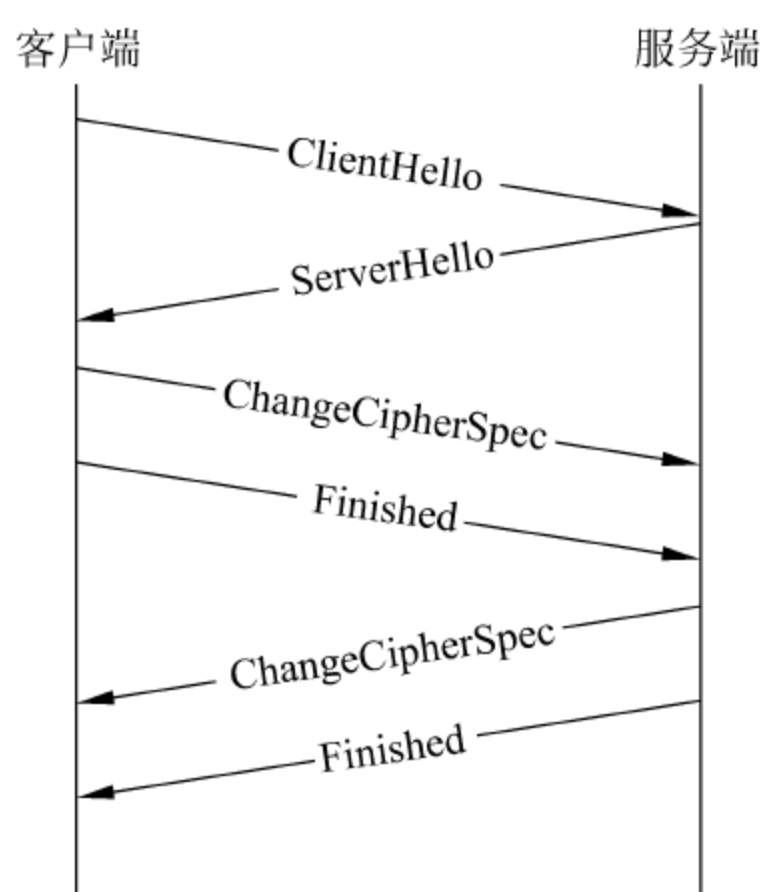 客户端
服务端
ClientHello
ServerHello
ChangeCipherSpec
Finished
ChangeCipherSpec
Finished